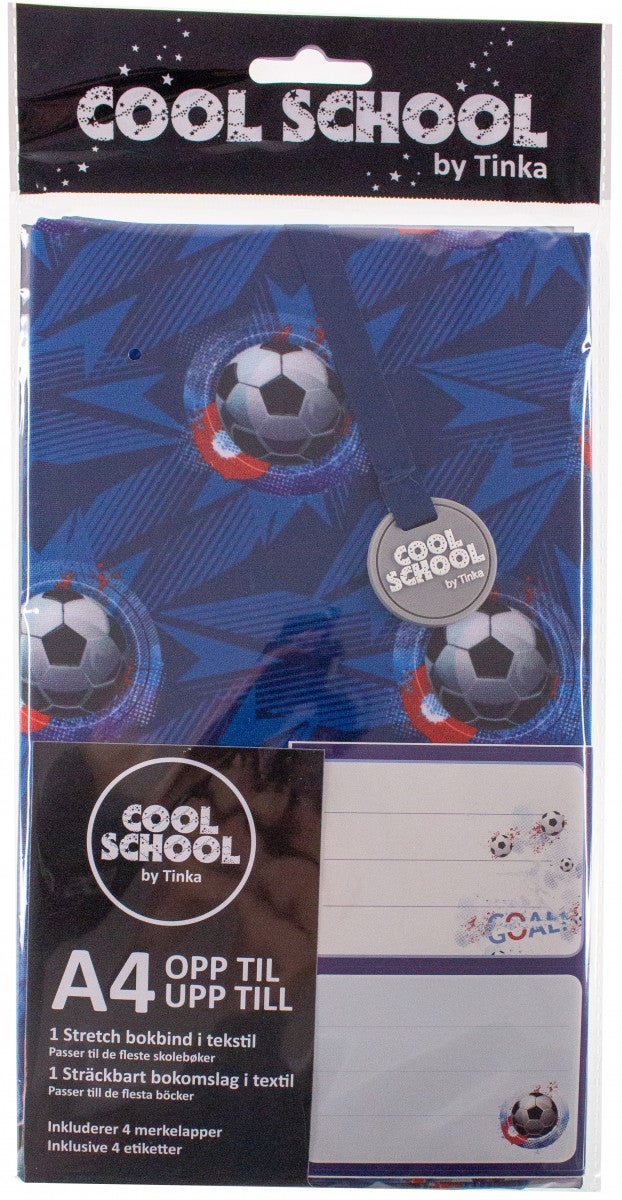 COOL SCHOOL
by Tinka
COOL
SCHOOL
by Tinka
COOL
SCHOOL
by Tinka
A4 OPP TIL
UPP TILL
1 Stretch bokbind i tekstil
Passer til de fleste skolebøker
1 Sträckbart bokomslag i textil
Passer till de flesta böcker
Inkluderer 4 merkelapper
Inklusive 4 etiketter
GOAL!